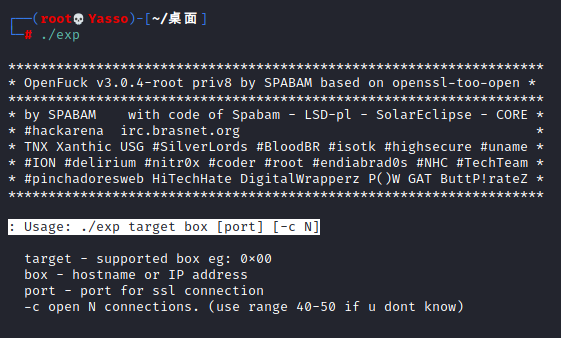 ┌──(root💀Yasso)-[~/桌面]
└─# ./exp
*******************************************************************
* OpenFuck v3.0.4-root priv8 by SPABAM based on openssl-too-open *
*******************************************************************
* by SPABAM    with code of Spabam - LSD-pl - SolarEclipse - CORE *
* #hackarena  irc.brasnet.org                                     *
* TNX Xanthic USG #SilverLords #BloodBR #isotk #highsecure #uname *
* #ION #delirium #nitr0x #coder #root #endiabrad0s #NHC #TechTeam *
* #pinchadoresweb HiTechHate DigitalWrapperz P()W GAT ButtP!rateZ *
*******************************************************************
: Usage: ./exp target box [port] [-c N]
target - supported box eg: 0×00
box - hostname or IP address
port - port for ssl connection
-c open N connections. (use range 40-50 if u dont know)